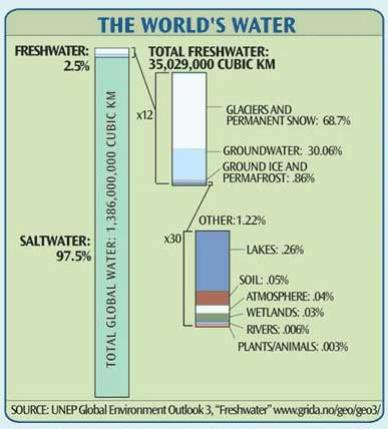 THE WORLD'S WATER
FRESHWATER:
2.5%
TOTAL FRESHWATER:
35,029,000 CUBIC KM
x12
GLACIERS AND
PERMANENT SNOW: 68.7%
GROUNDWATER: 30.06%
GROUND ICE AND
PERMAFROST: .86%
TOTAL GLOBAL WATER: 1,386,000,000 CUBIC KM
SALTWATER:
97.5%
OTHER:1.22%
x30
LAKES: .26%
SOIL: .05%
ATMOSPHERE: .04%
WETLANDS: .03%
RIVERS: .006%
PLANTS/ANIMALS: .003%
SOURCE: UNEP Global Environment Outlook 3, "Freshwater" www.grida.no/geo/geo3/